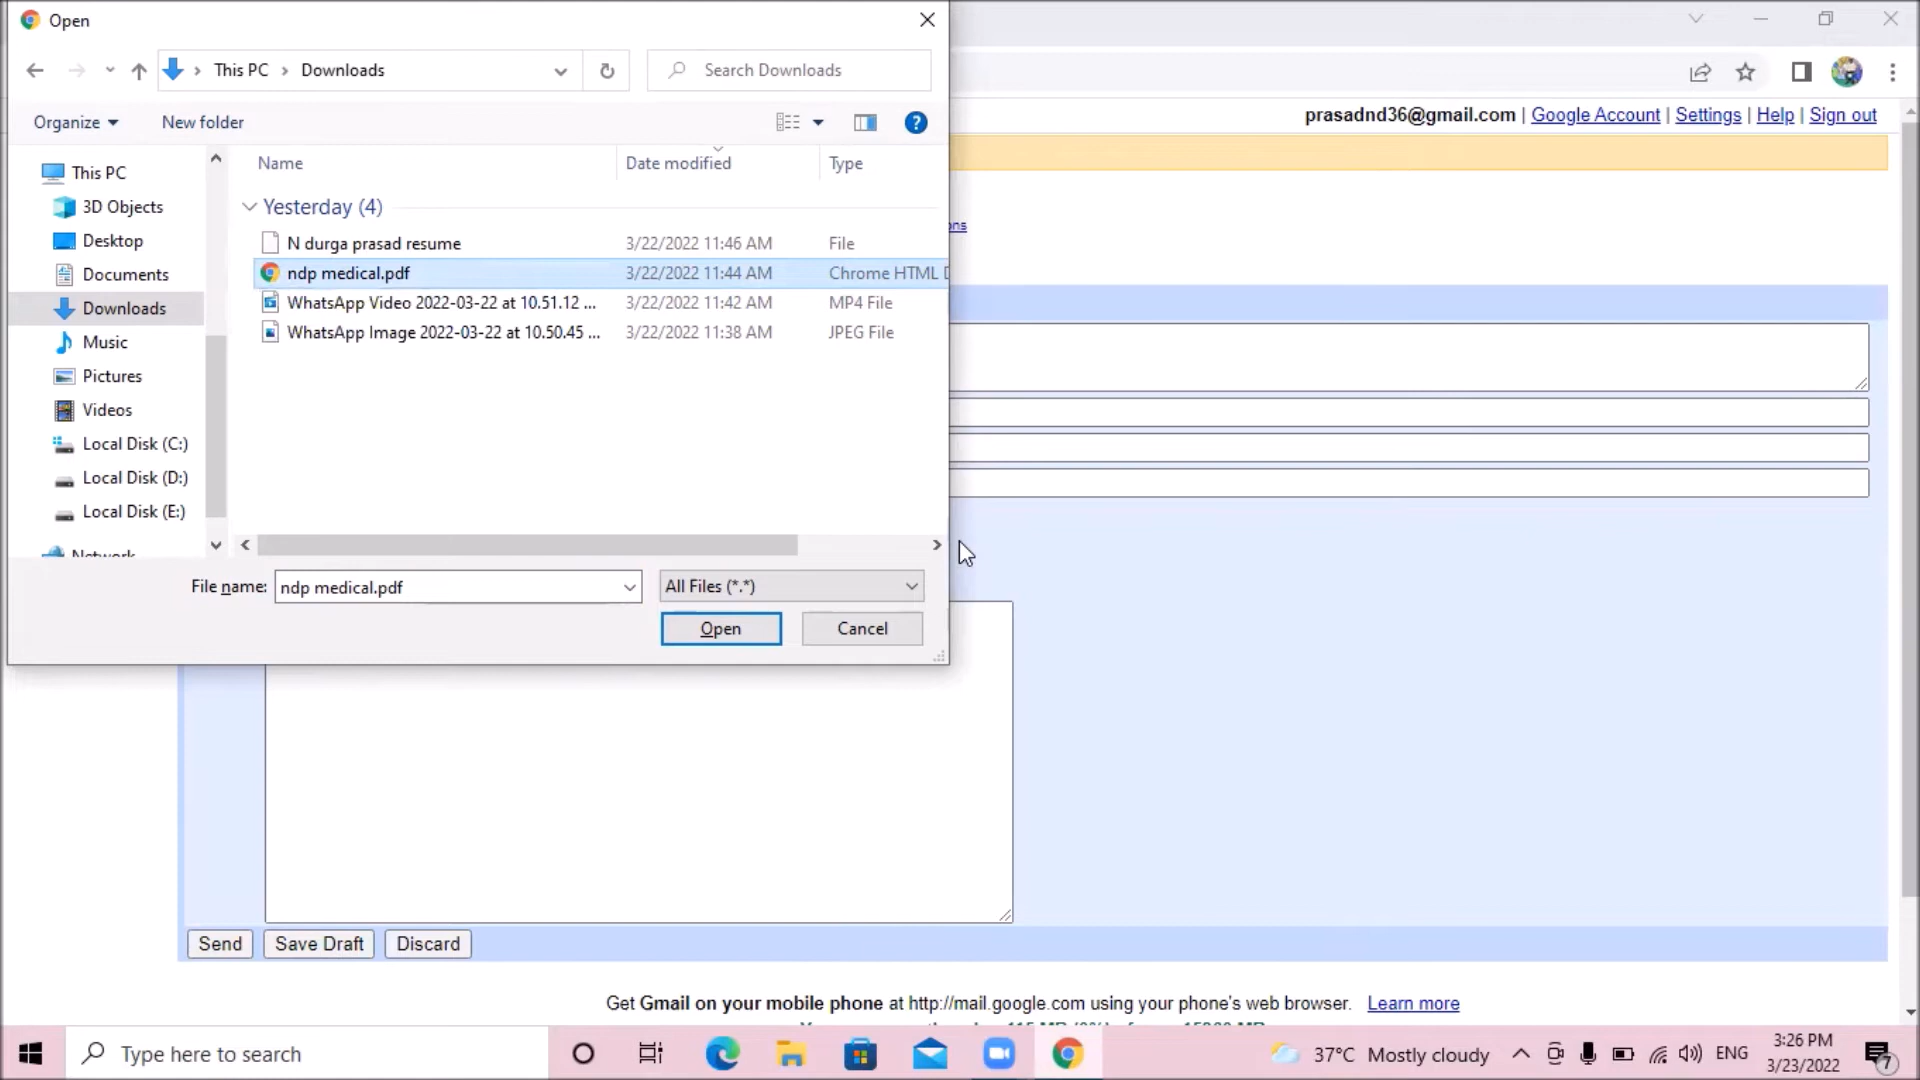 Open
This PC > Downloads
Search Downloads
Organize
New folder
prasadnd36@gmail.com | Google Account | Settings | Help | Sign out
Name
Date modified
Type
This PC
3D Objects
Desktop
Documents
Downloads
Music
Pictures
Videos
Local Disk (C:)
Local Disk (D:)
Local Disk (E:)
Network
Yesterday (4)
N durga prasad resume 3/22/2022 11:46 AM File
ndp medical.pdf 3/22/2022 11:44 AM Chrome HTML D
WhatsApp Video 2022-03-22 at 10.51.12 ... 3/22/2022 11:42 AM MP4 File
WhatsApp Image 2022-03-22 at 10.50.45 ... 3/22/2022 11:38 AM JPEG File
ns
File name: ndp medical.pdf
All Files (*.*)
Open
Cancel
Send
Save Draft
Discard
Get Gmail on your mobile phone at http://mail.google.com using your phone's web browser. Learn more
Type here to search
37°C Mostly cloudy
ENG
3:26 PM
3/23/2022
7